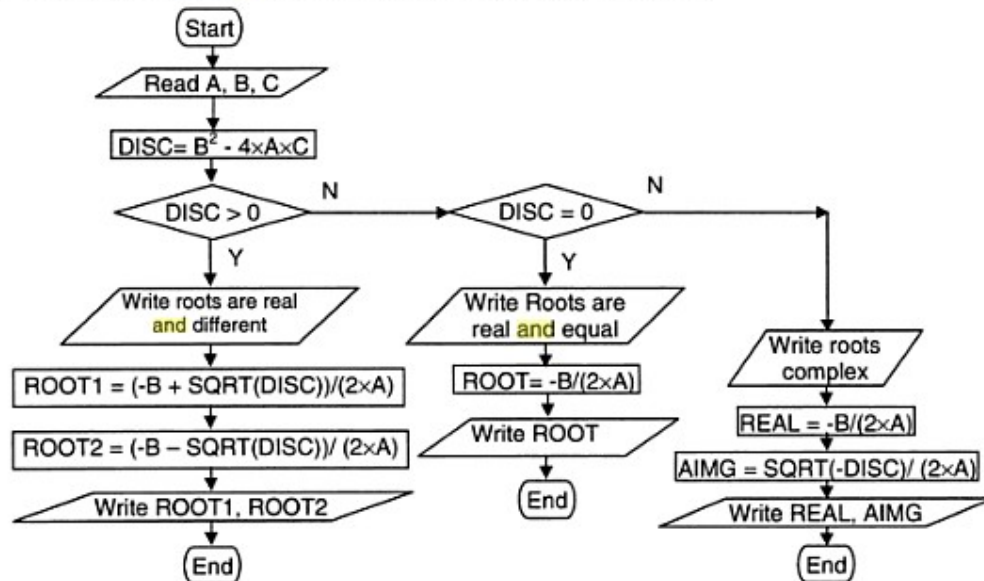 Start
Read A, B, C
DISC= B² - 4×A×C
DISC > 0
N
DISC = 0
N
Y
Y
Write roots are real
and different
ROOT1 = (-B + SQRT(DISC))/(2×A)
ROOT2 = (-B – SQRT(DISC))/ (2×A)
Write ROOT1, ROOT2
End
Write Roots are
real and equal
ROOT= -B/(2×A)
Write ROOT
End
Write roots
complex
REAL = -B/(2×A)
AIMG = SQRT(-DISC)/ (2×A)
Write REAL, AIMG
End